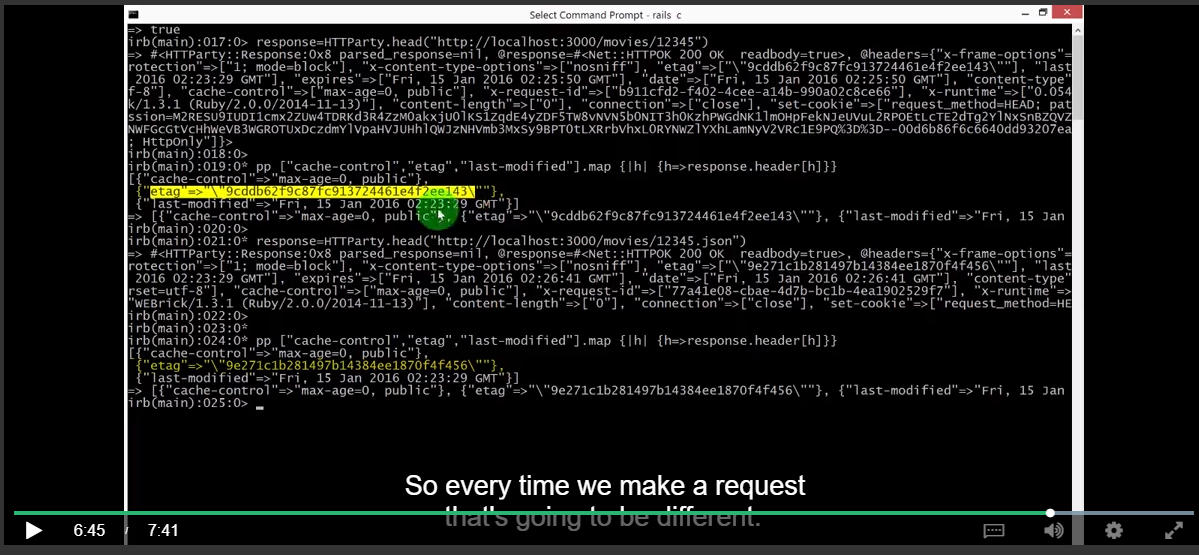 Select Command Prompt - rails c
=> true
irb(main):017:0> response=HTTParty.head("http://localhost:3000/movies/12345")
=> #<HTTParty::Response:0x8 parsed_response=nil, @response=#<Net::HTTPOK 200 OK  readbody=true>, @headers={"x-frame-options"=
rotection"=>["1; mode=block"], "x-content-type-options"=>["nosniff"], "etag"=>["\"9cddb62f9c87fc913724461e4f2ee143\""], "last
 2016 02:23:29 GMT"], "expires"=>["Fri, 15 Jan 2016 02:25:50 GMT"], "date"=>["Fri, 15 Jan 2016 02:25:50 GMT"], "content-type"
f-8"], "cache-control"=>["max-age=0, public"], "x-request-id"=>["b911cfd2-f402-4cee-a14b-990a02c8ce66"], "x-runtime"=>["0.054
k/1.3.1 (Ruby/2.0.0/2014-11-13)"], "content-length"=>["0"], "connection"=>["close"], "set-cookie"=>["request_method=HEAD; pat
; HttpOnly"]}>
irb(main):018:0>
irb(main):019:0* pp ["cache-control","etag","last-modified"].map {|h| {h=>response.header[h]}}
[{"cache-control"=>"max-age=0, public"},
{"etag"=>"\"9cddb62f9c87fc913724461e4f2ee143\""},
{"last-modified"=>"Fri, 15 Jan 2016 02:23:29 GMT"}]
=> [{"cache-control"=>"max-age=0, public"}, {"etag"=>"\"9cddb62f9c87fc913724461e4f2ee143\""}, {"last-modified"=>"Fri, 15 Jan
irb(main):020:0>
irb(main):021:0* response=HTTParty.head("http://localhost:3000/movies/12345.json")
=> #<HTTParty::Response:0x8 parsed_response=nil, @response=#<Net::HTTPOK 200 OK  readbody=true>, @headers={"x-frame-options"=
rotection"=>["1; mode=block"], "x-content-type-options"=>["nosniff"], "etag"=>["\"9e271c1b281497b14384ee1870f4f456\""], "last
 2016 02:23:29 GMT"], "expires"=>["Fri, 15 Jan 2016 02:26:41 GMT"], "date"=>["Fri, 15 Jan 2016 02:26:41 GMT"], "content-type"
rset=utf-8"], "cache-control"=>["max-age=0, public"], "x-request-id"=>["77a41e08-cbae-4d7b-bc1b-4ea1902529f7"], "x-runtime"=>
"WEBrick/1.3.1 (Ruby/2.0.0/2014-11-13)"], "content-length"=>["0"], "connection"=>["close"], "set-cookie"=>["request_method=HE
irb(main):022:0>
irb(main):023:0*
irb(main):024:0* pp ["cache-control","etag","last-modified"].map {|h| {h=>response.header[h]}}
[{"cache-control"=>"max-age=0, public"},
{"etag"=>"\"9e271c1b281497b14384ee1870f4f456\""},
{"last-modified"=>"Fri, 15 Jan 2016 02:23:29 GMT"}]
=> [{"cache-control"=>"max-age=0, public"}, {"etag"=>"\"9e271c1b281497b14384ee1870f4f456\""}, {"last-modified"=>"Fri, 15 Jan
irb(main):025:0>
So every time we make a request
that's going to be different.
6:45 / 7:41